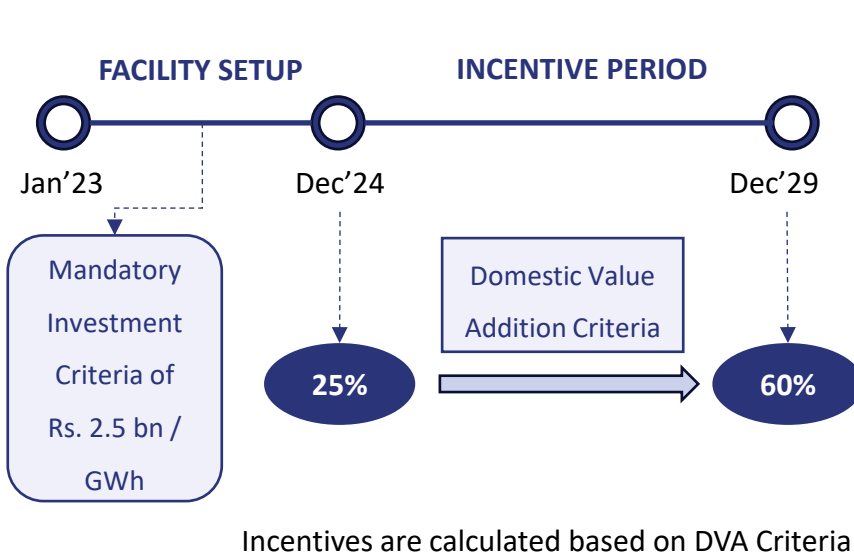 FACILITY SETUP
INCENTIVE PERIOD
Jan’23
Dec’24
Dec’29
Mandatory
Investment
Criteria of
Rs. 2.5 bn /
GWh
Domestic Value
Addition Criteria
25%
60%
Incentives are calculated based on DVA Criteria